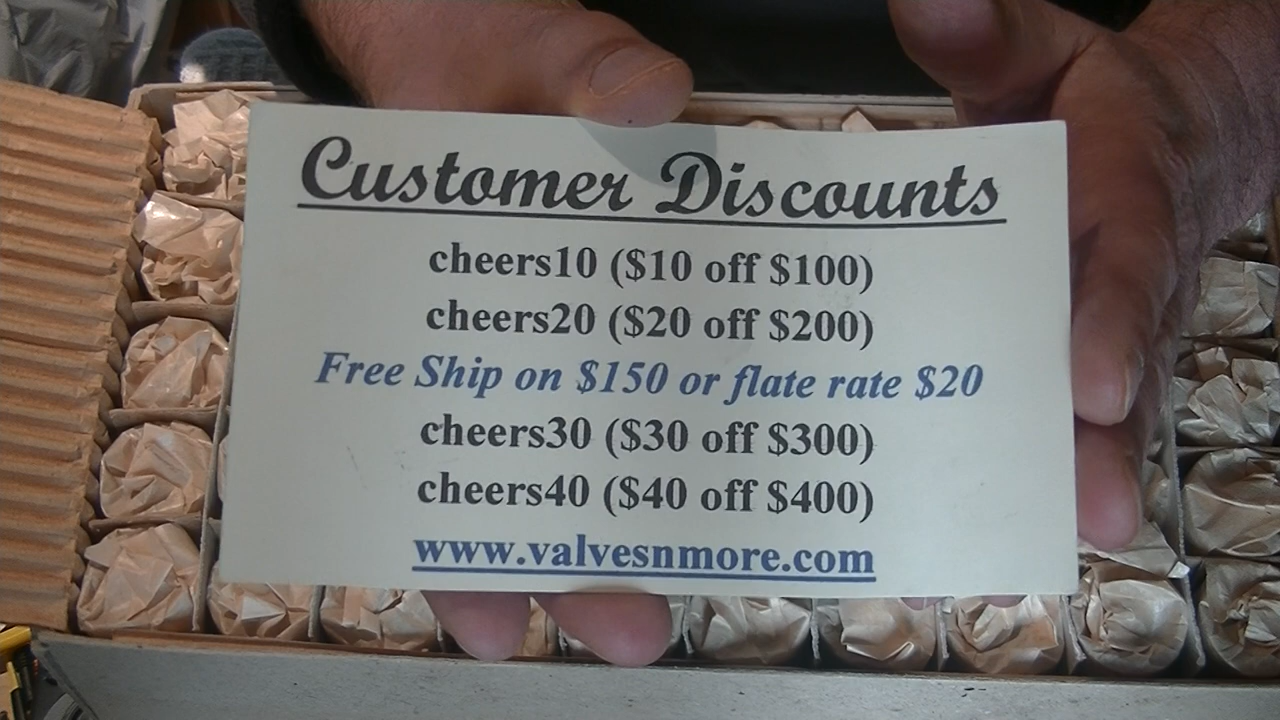 Customer Discounts
cheers10 ($10 off $100)
cheers20 ($20 off $200)
Free Ship on $150 or flate rate $20
cheers30 ($30 off $300)
cheers40 ($40 off $400)
www.valvesnmore.com